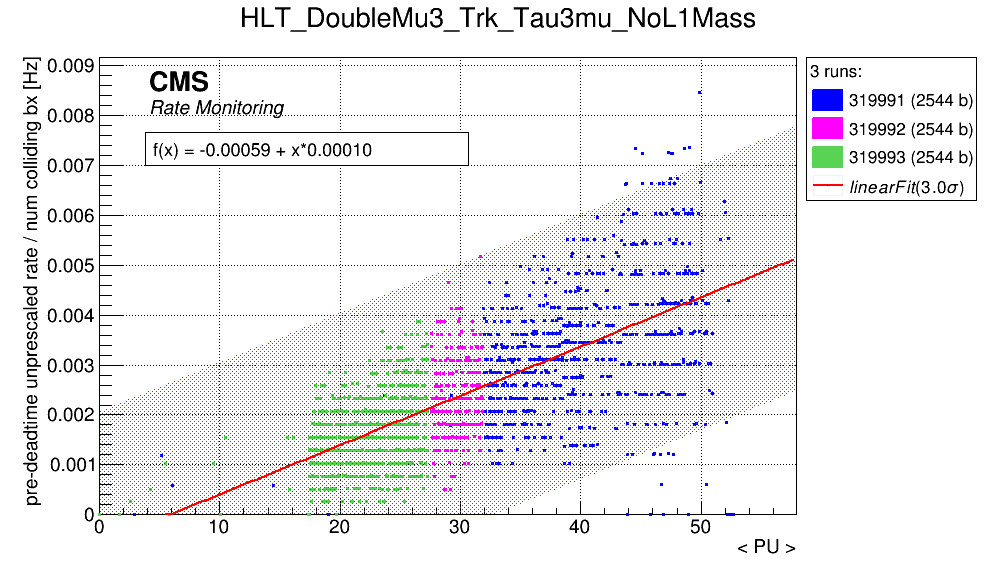 HLT_DoubleMu3_Trk_Tau3mu_NoL1Mass
pre-deadtime unprescaled rate / num colliding bx [Hz]
0.009
0.008
0.007
0.006
0.005
0.004
0.003
0.002
0.001
0
CMS
Rate Monitoring
f(x) = -0.00059 + x*0.00010
0 10 20 30 40 50
< PU >
3 runs:
319991 (2544 b)
319992 (2544 b)
319993 (2544 b)
linearFit(3.0σ)